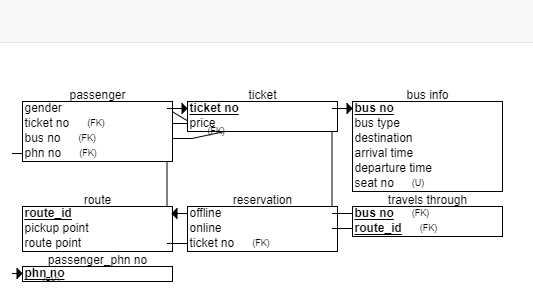 passenger
gender
ticket no (FK)
bus no (FK)
phn no (FK)
ticket
ticket no
price
(FK)
bus info
bus no
bus type
destination
arrival time
departure time
seat no (U)
route
route_id
pickup point
route point
reservation
offline
online
ticket no (FK)
travels through
bus no (FK)
route_id (FK)
passenger_phn no
phn_no